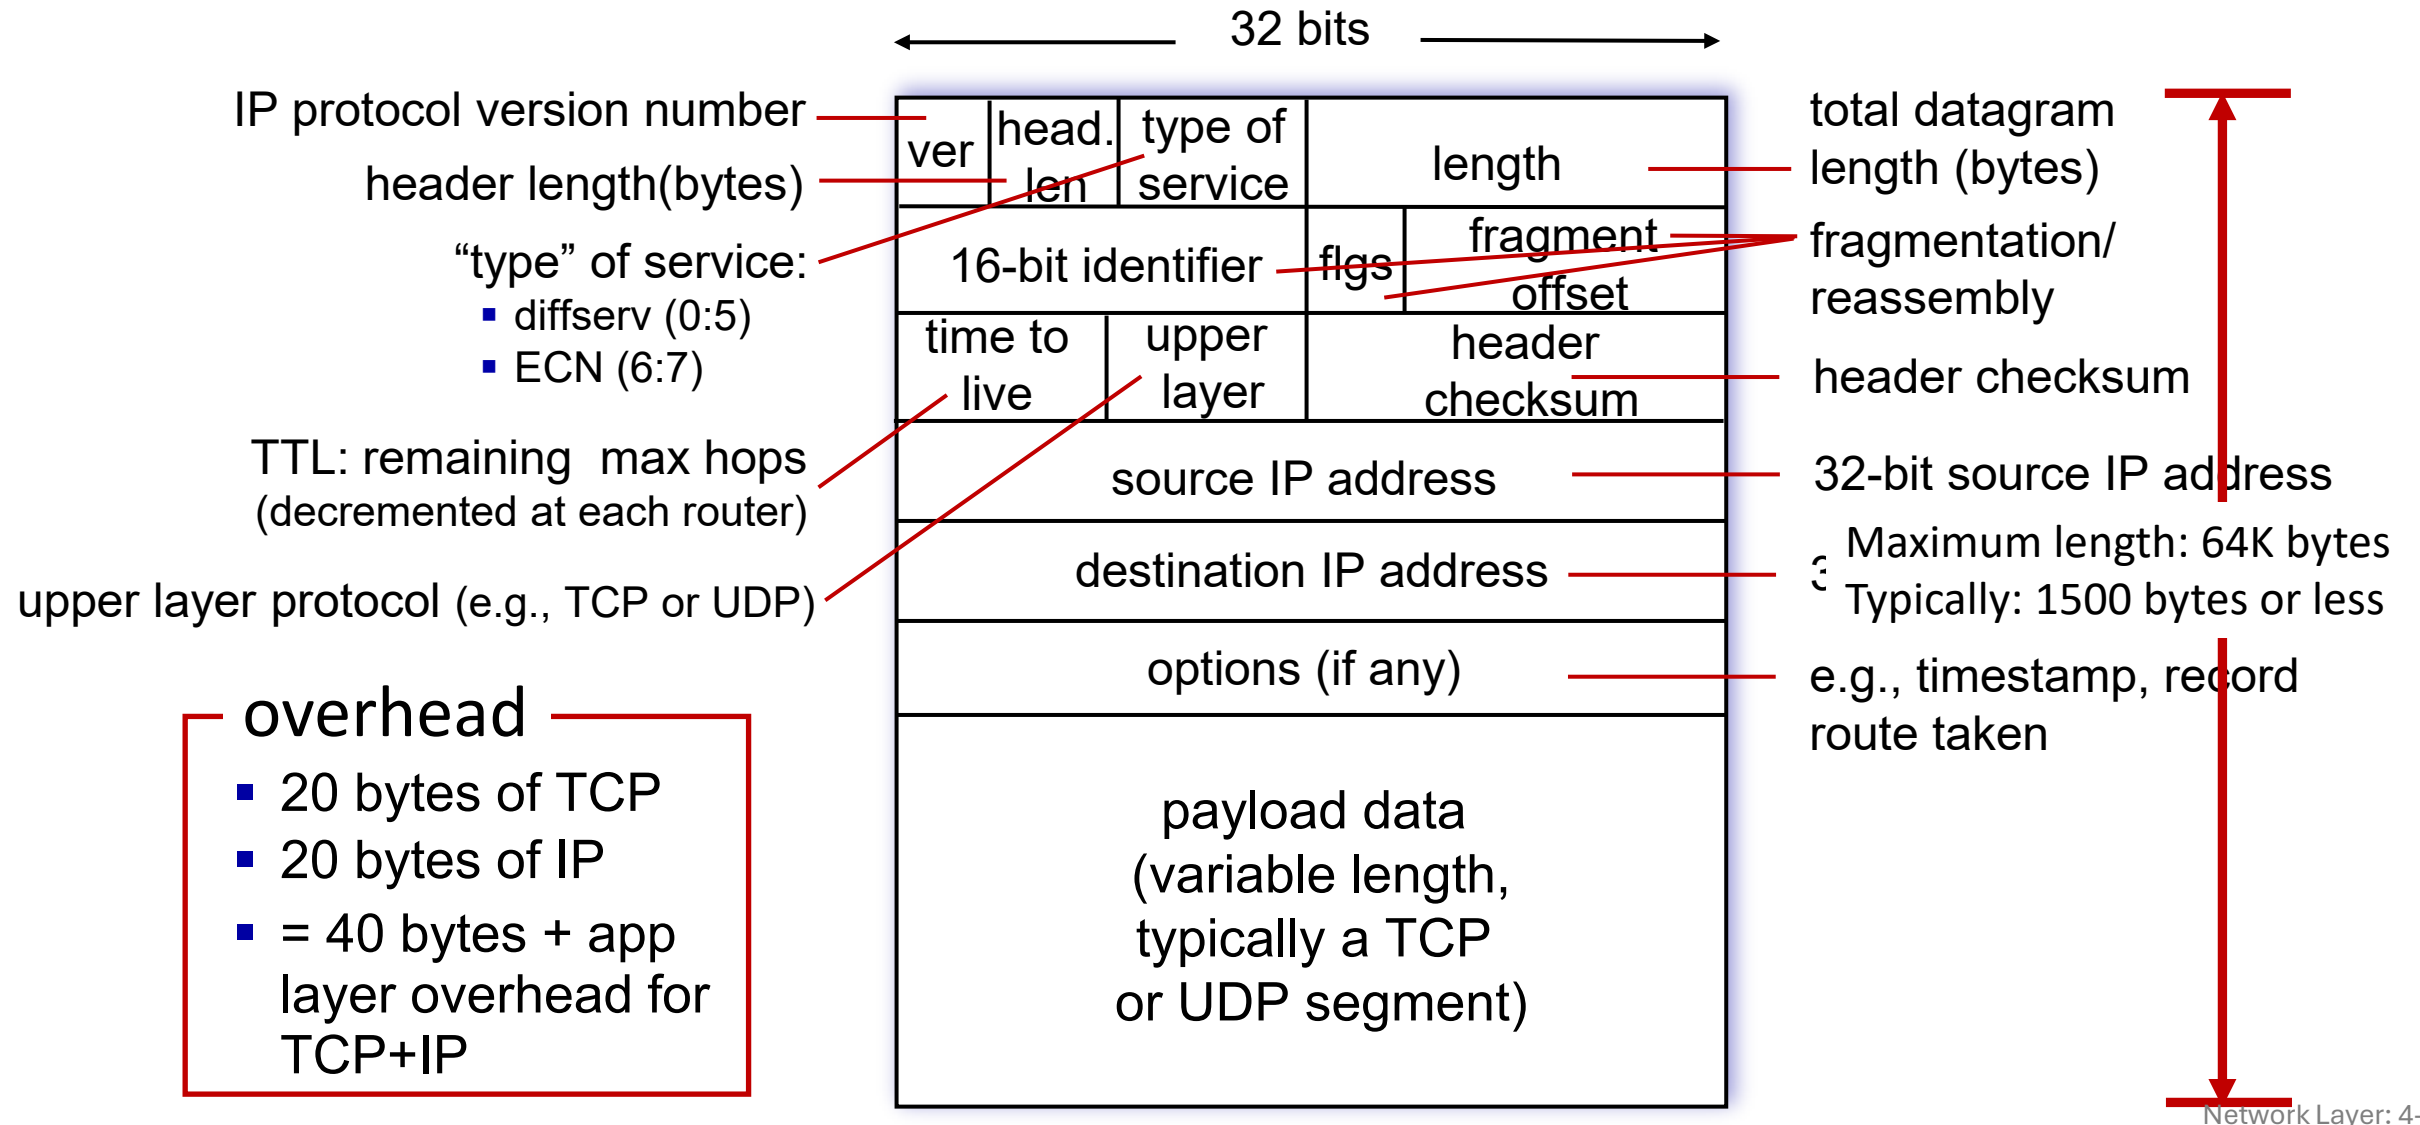 32 bits
IP protocol version number
header length(bytes)
“type” of service:
▪ diffserv (0:5)
▪ ECN (6:7)
TTL: remaining  max hops
(decremented at each router)
upper layer protocol (e.g., TCP or UDP)
overhead
▪ 20 bytes of TCP
▪ 20 bytes of IP
▪ = 40 bytes + app
layer overhead for
TCP+IP
ver
head.
len
type of
service
length
16-bit identifier
flgs
fragment
offset
time to
live
upper
layer
header
checksum
source IP address
destination IP address
options (if any)
payload data
(variable length,
typically a TCP
or UDP segment)
total datagram
length (bytes)
fragmentation/
reassembly
header checksum
32-bit source IP address
Maximum length: 64K bytes
Typically: 1500 bytes or less
e.g., timestamp, record
route taken
Network Layer: 4-